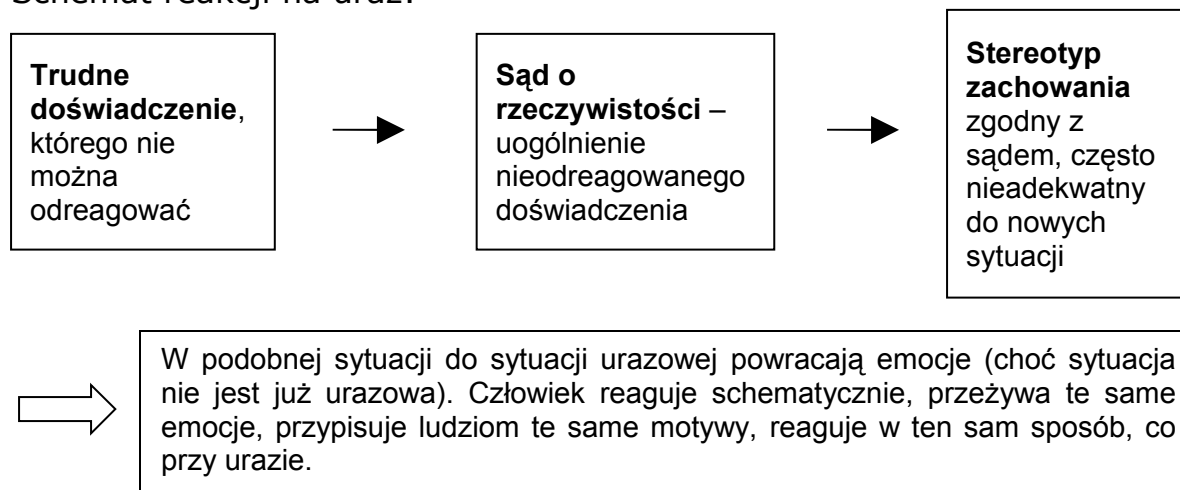 Schemat reakcji na uraz:
Trudne
doświadczenie,
którego nie
można
odreagować
Sąd o
rzeczywistości –
uogólnienie
nieodreagowanego
doświadczenia
Stereotyp
zachowania
zgodny z
sądem, często
nieadekwatny
do nowych
sytuacji
W podobnej sytuacji do sytuacji urazowej powracają emocje (choć sytuacja
nie jest już urazowa). Człowiek reaguje schematycznie, przeżywa te same
emocje, przypisuje ludziom te same motywy, reaguje w ten sam sposób, co
przy urazie.